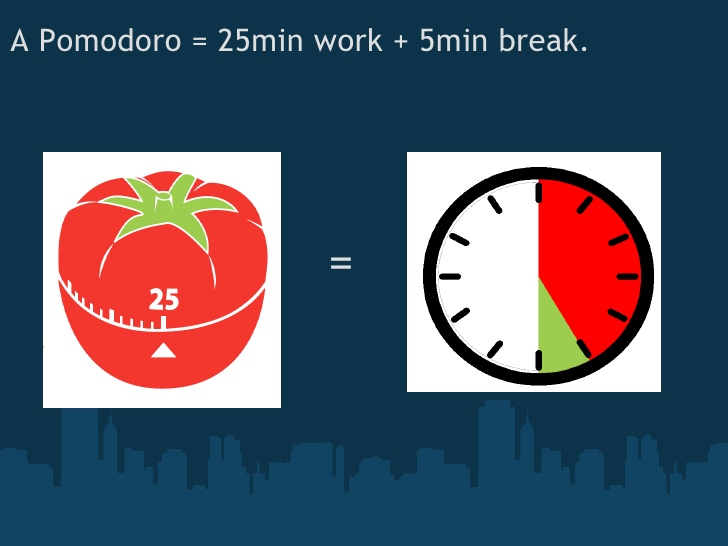 A Pomodoro = 25min work + 5min break.
25
=